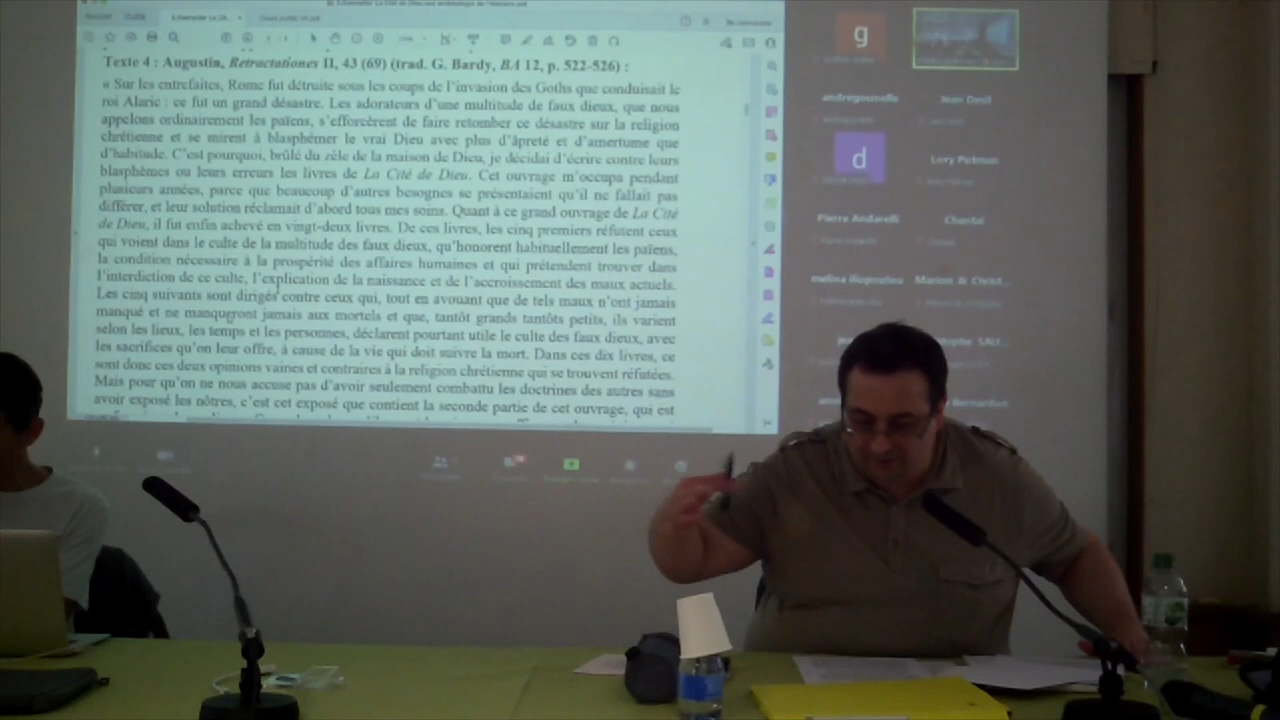 Texte 4 : Augustin, Retractationes II, 43 (69) (trad. G. Bardy, BA 12, p. 522-526) :
« Sur les entrefaites, Rome fut détruite sous les coups de l'invasion des Goths que conduisait le
roi Alaric : ce fut un grand désastre. Les adorateurs d'une multitude de faux dieux, que nous
appelons ordinairement les païens, s'efforcèrent de faire retomber ce désastre sur la religion
chrétienne et se mirent à blasphémer le vrai Dieu avec plus d'âpreté et d'amertume que
d'habitude. C'est pourquoi, brûlé du zèle de la maison de Dieu, je décidai d'écrire contre leurs
blasphèmes ou leurs erreurs les livres de La Cité de Dieu. Cet ouvrage m'occupa pendant
plusieurs années, parce que beaucoup d'autres besognes se présentaient qu'il ne fallait pas
différer, et leur solution réclamait d'abord tous mes soins. Quant à ce grand ouvrage de La Cité
de Dieu, il fut enfin achevé en vingt-deux livres. De ces livres, les cinq premiers réfutent ceux
qui voient dans le culte de la multitude des faux dieux, qu'honorent habituellement les païens,
la condition nécessaire à la prospérité des affaires humaines et qui prétendent trouver dans
l'interdiction de ce culte, l'explication de la naissance et de l'accroissement des maux actuels.
Les cinq suivants sont dirigés contre ceux qui, tout en avouant que de tels maux n'ont jamais
manqué et ne manqueront jamais aux mortels et que, tantôt grands tantôts petits, ils varient
selon les lieux, les temps et les personnes, déclarent pourtant utile le culte des faux dieux, avec
les sacrifices qu'on leur offre, à cause de la vie qui doit suivre la mort. Dans ces dix livres, ce
sont donc ces deux opinions vaines et contraires à la religion chrétienne qui se trouvent réfutées.
Mais pour qu'on ne nous accuse pas d'avoir seulement combattu les doctrines des autres sans
avoir exposé les nôtres, c'est cet exposé que contient la seconde partie de cet ouvrage, qui est
g
andregounelle
d
Pierre Andarelli
Chantal